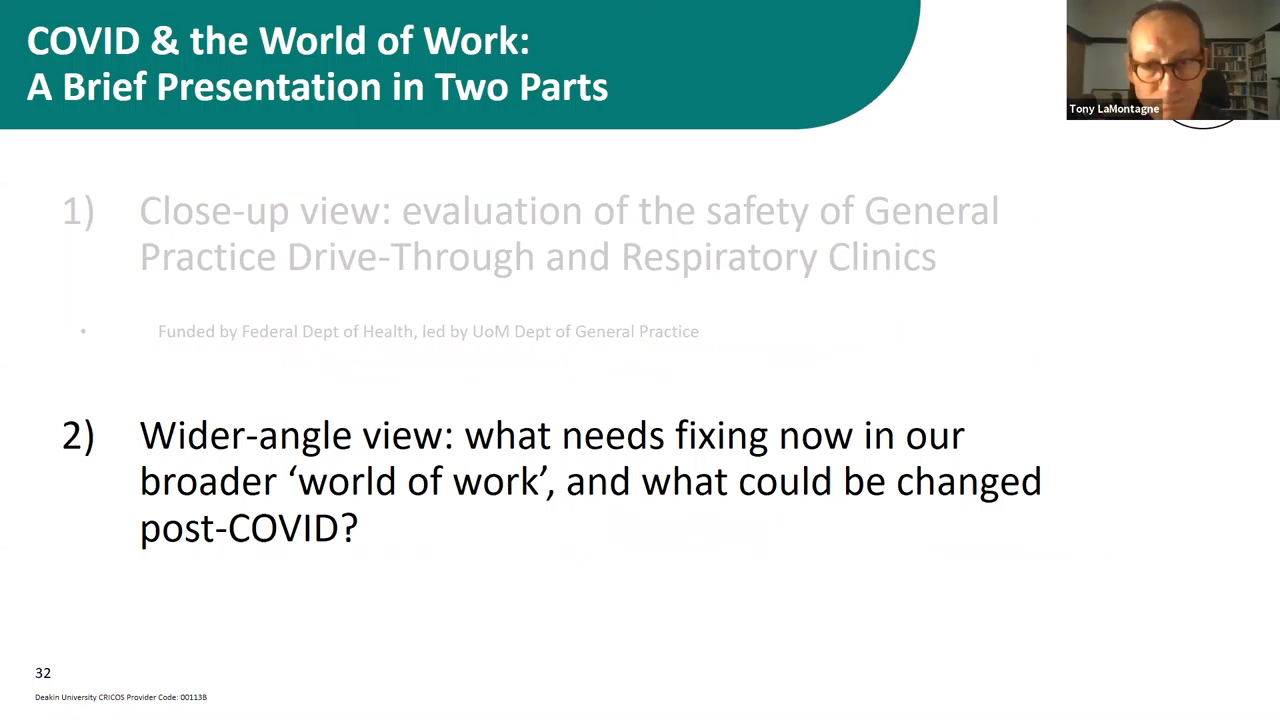 COVID & the World of Work:
A Brief Presentation in Two Parts
Tony LaMontagne
1) Close-up view: evaluation of the safety of General
Practice Drive-Through and Respiratory Clinics
• Funded by Federal Dept of Health, led by UoM Dept of General Practice
2) Wider-angle view: what needs fixing now in our
broader ‘world of work’, and what could be changed
post-COVID?
32
Deakin University CRICOS Provider Code: 00113B